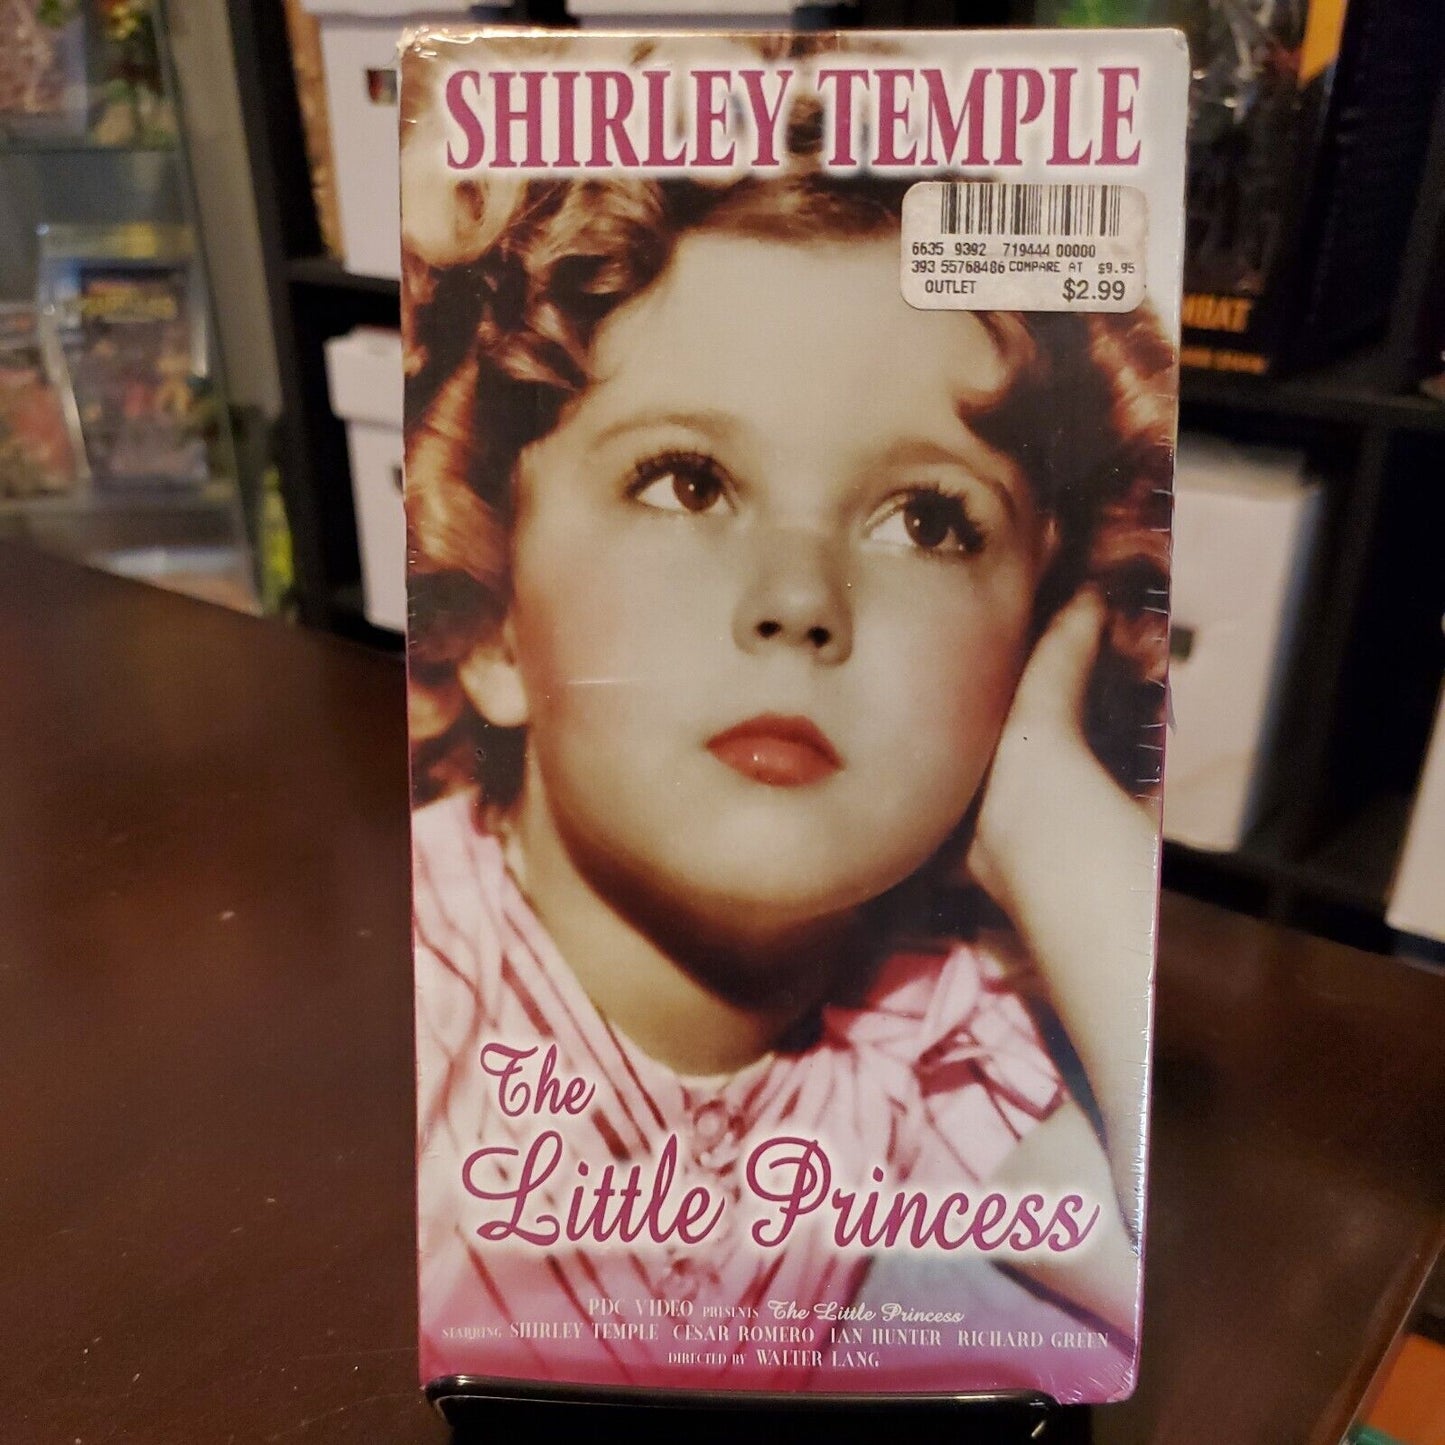 SHIRLEY TEMPLE
6635 9392 719444 00000
393 55768486 COMPARE AT $9.95
OUTLET $2.99
The
Little Princess
PDC VIDEO PRESENTS The Little Princess
STARRING SHIRLEY TEMPLE CESAR ROMERO IAN HUNTER RICHARD GREEN
DIRECTED BY WALTER LANG